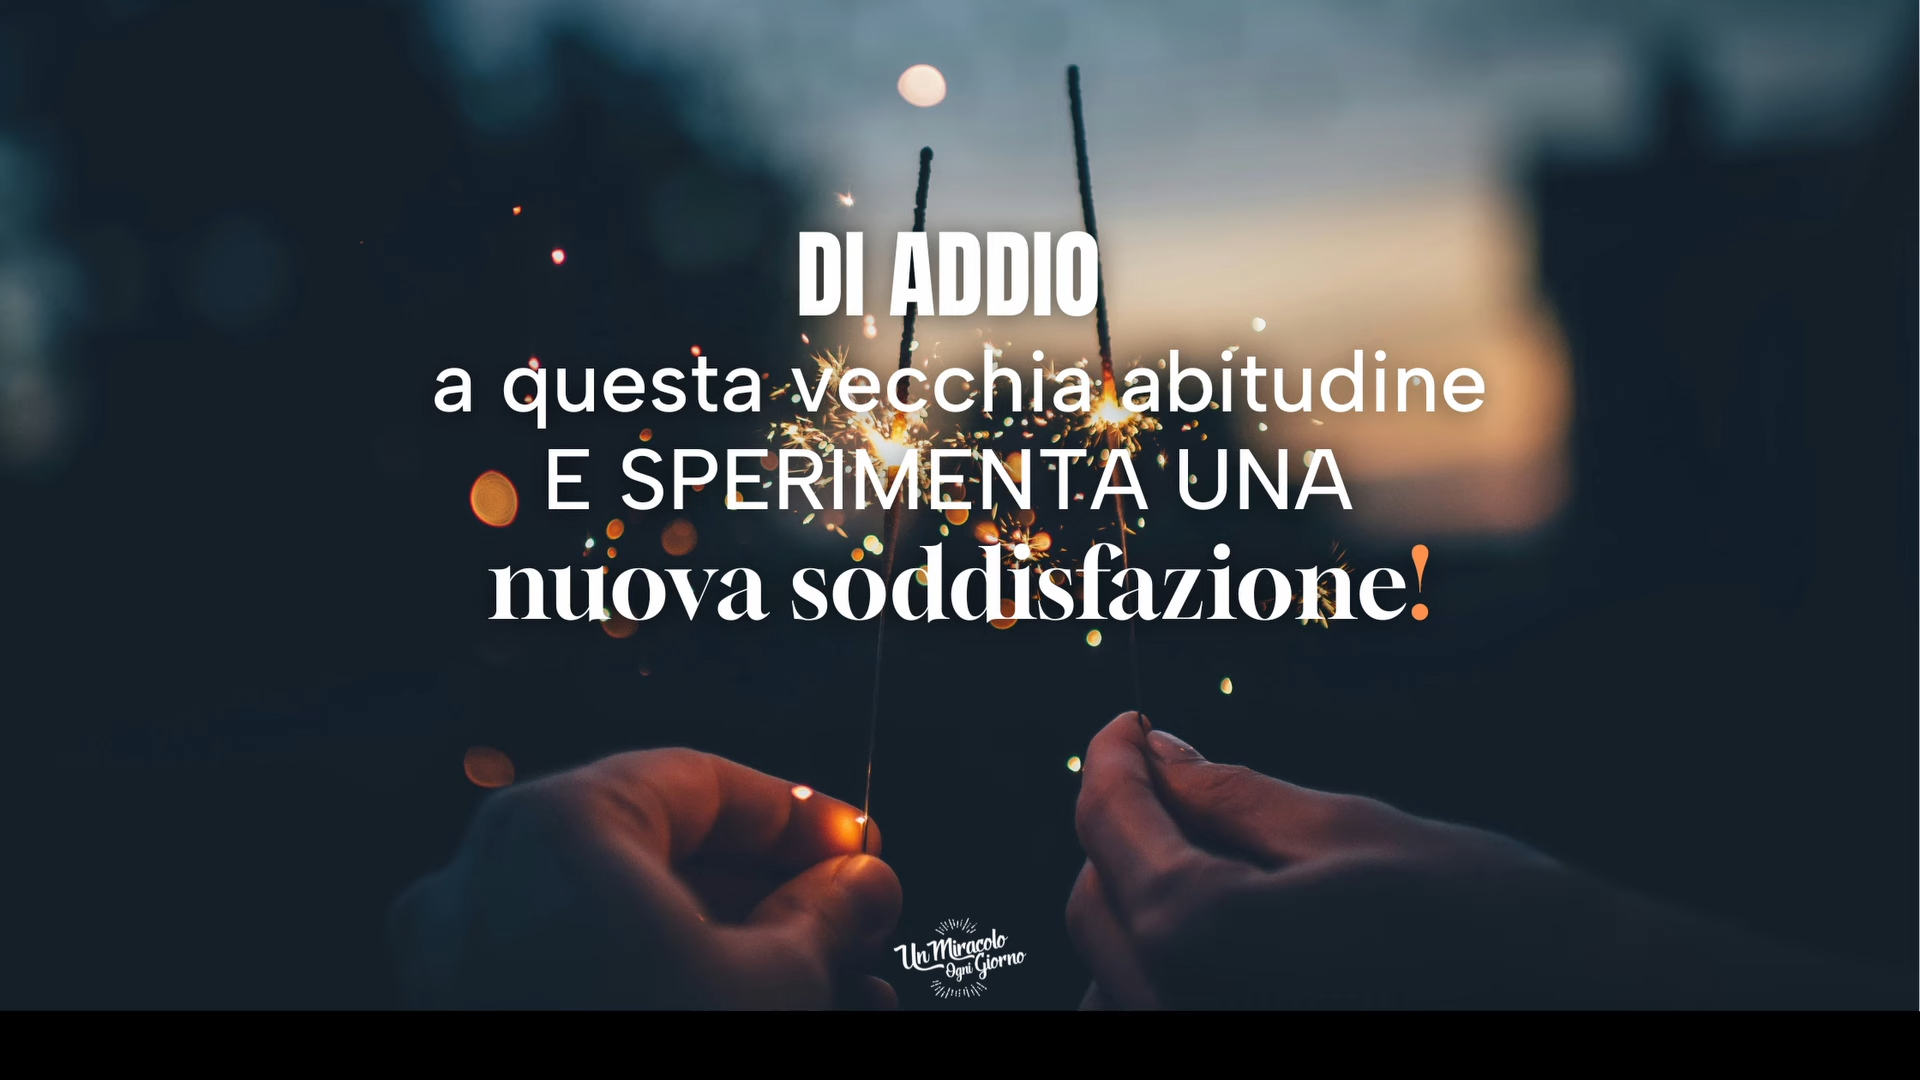 DI ADDIO
a questa vecchia abitudine
E SPERIMENTA UNA
nuova soddisfazione!
Un Miracolo
Ogni Giorno